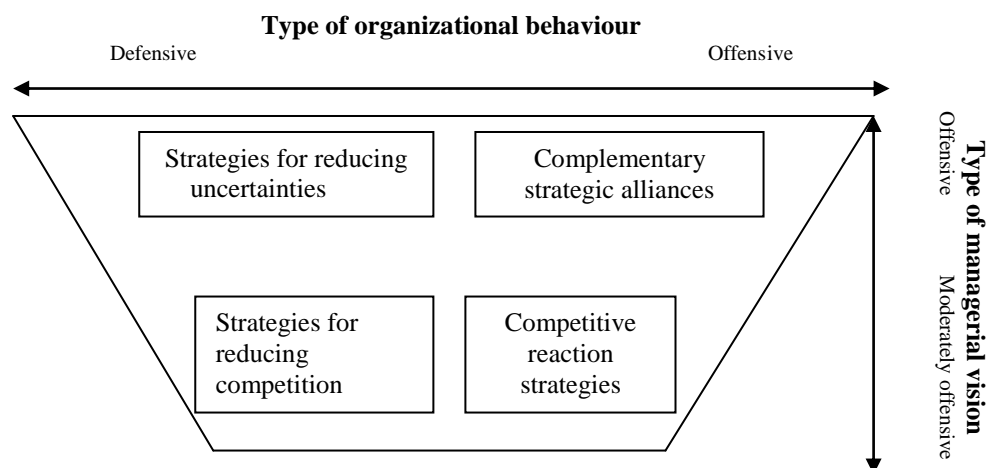 Type of organizational behaviour
Defensive
Offensive
Strategies for reducing
uncertainties
Complementary
strategic alliances
Strategies for
reducing
competition
Competitive
reaction
strategies
Offensive
Moderately offensive
Type of managerial vision